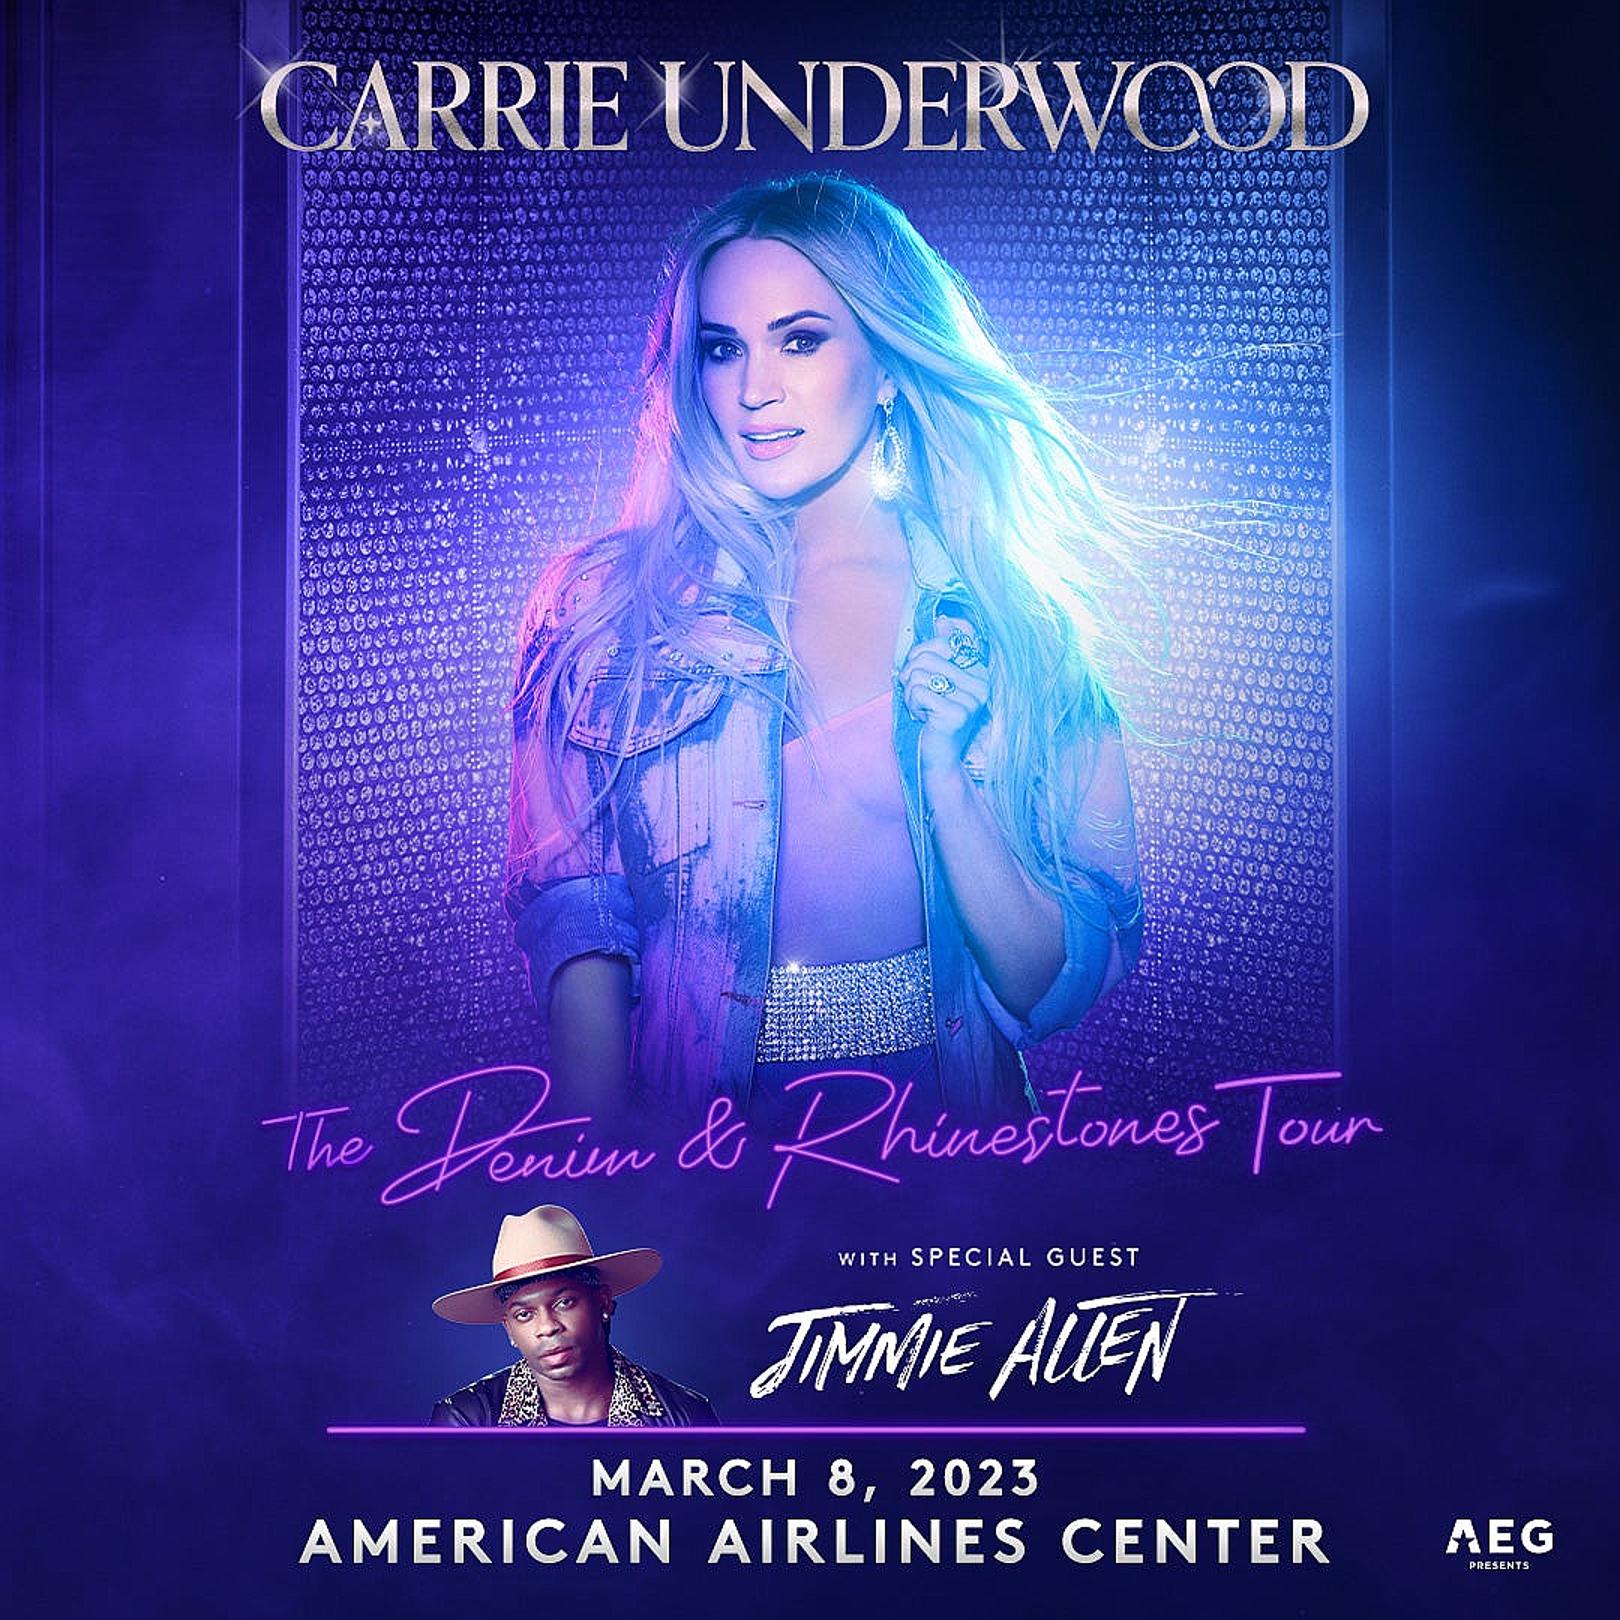 CARRIE UNDERWOOD
The Denim & Rhinestones Tour
WITH SPECIAL GUEST
JIMMIE ALLEN
MARCH 8, 2023
AMERICAN AIRLINES CENTER
AEG
PRESENTS